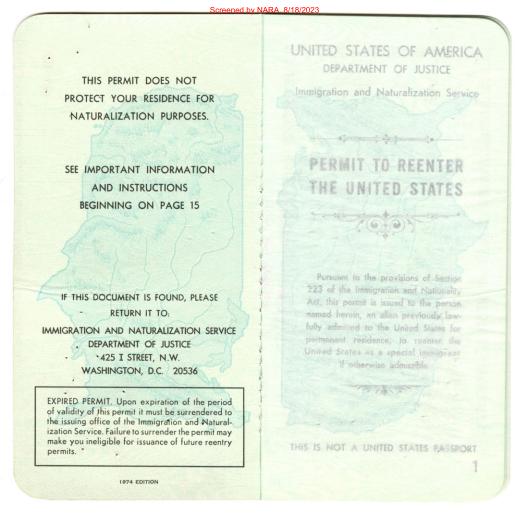 Screened by NARA, 8/18/2023
THIS PERMIT DOES NOT
PROTECT YOUR RESIDENCE FOR
NATURALIZATION PURPOSES.
SEE IMPORTANT INFORMATION
AND INSTRUCTIONS
BEGINNING ON PAGE 15
IF THIS DOCUMENT IS FOUND, PLEASE
RETURN IT TO:
IMMIGRATION AND NATURALIZATION SERVICE
DEPARTMENT OF JUSTICE
425 I STREET, N.W.
WASHINGTON, D.C. 20536
EXPIRED PERMIT. Upon expiration of the period
of validity of this permit it must be surrendered to
the issuing office of the Immigration and Natural-
ization Service. Failure to surrender the permit may
make you ineligible for issuance of future reentry
permits.
1974 EDITION
UNITED STATES OF AMERICA
DEPARTMENT OF JUSTICE
Immigration and Naturalization Service
PERMIT TO REENTER
THE UNITED STATES
Pursuant to the provisions of Section
223 of the Immigration and Nationality
Act, this permit is issued to the person
named herein, an alien previously law-
fully admitted to the United States for
permanent residence, to reenter the
United States as a special immigrant
if otherwise admissible.
THIS IS NOT A UNITED STATES PASSPORT
1